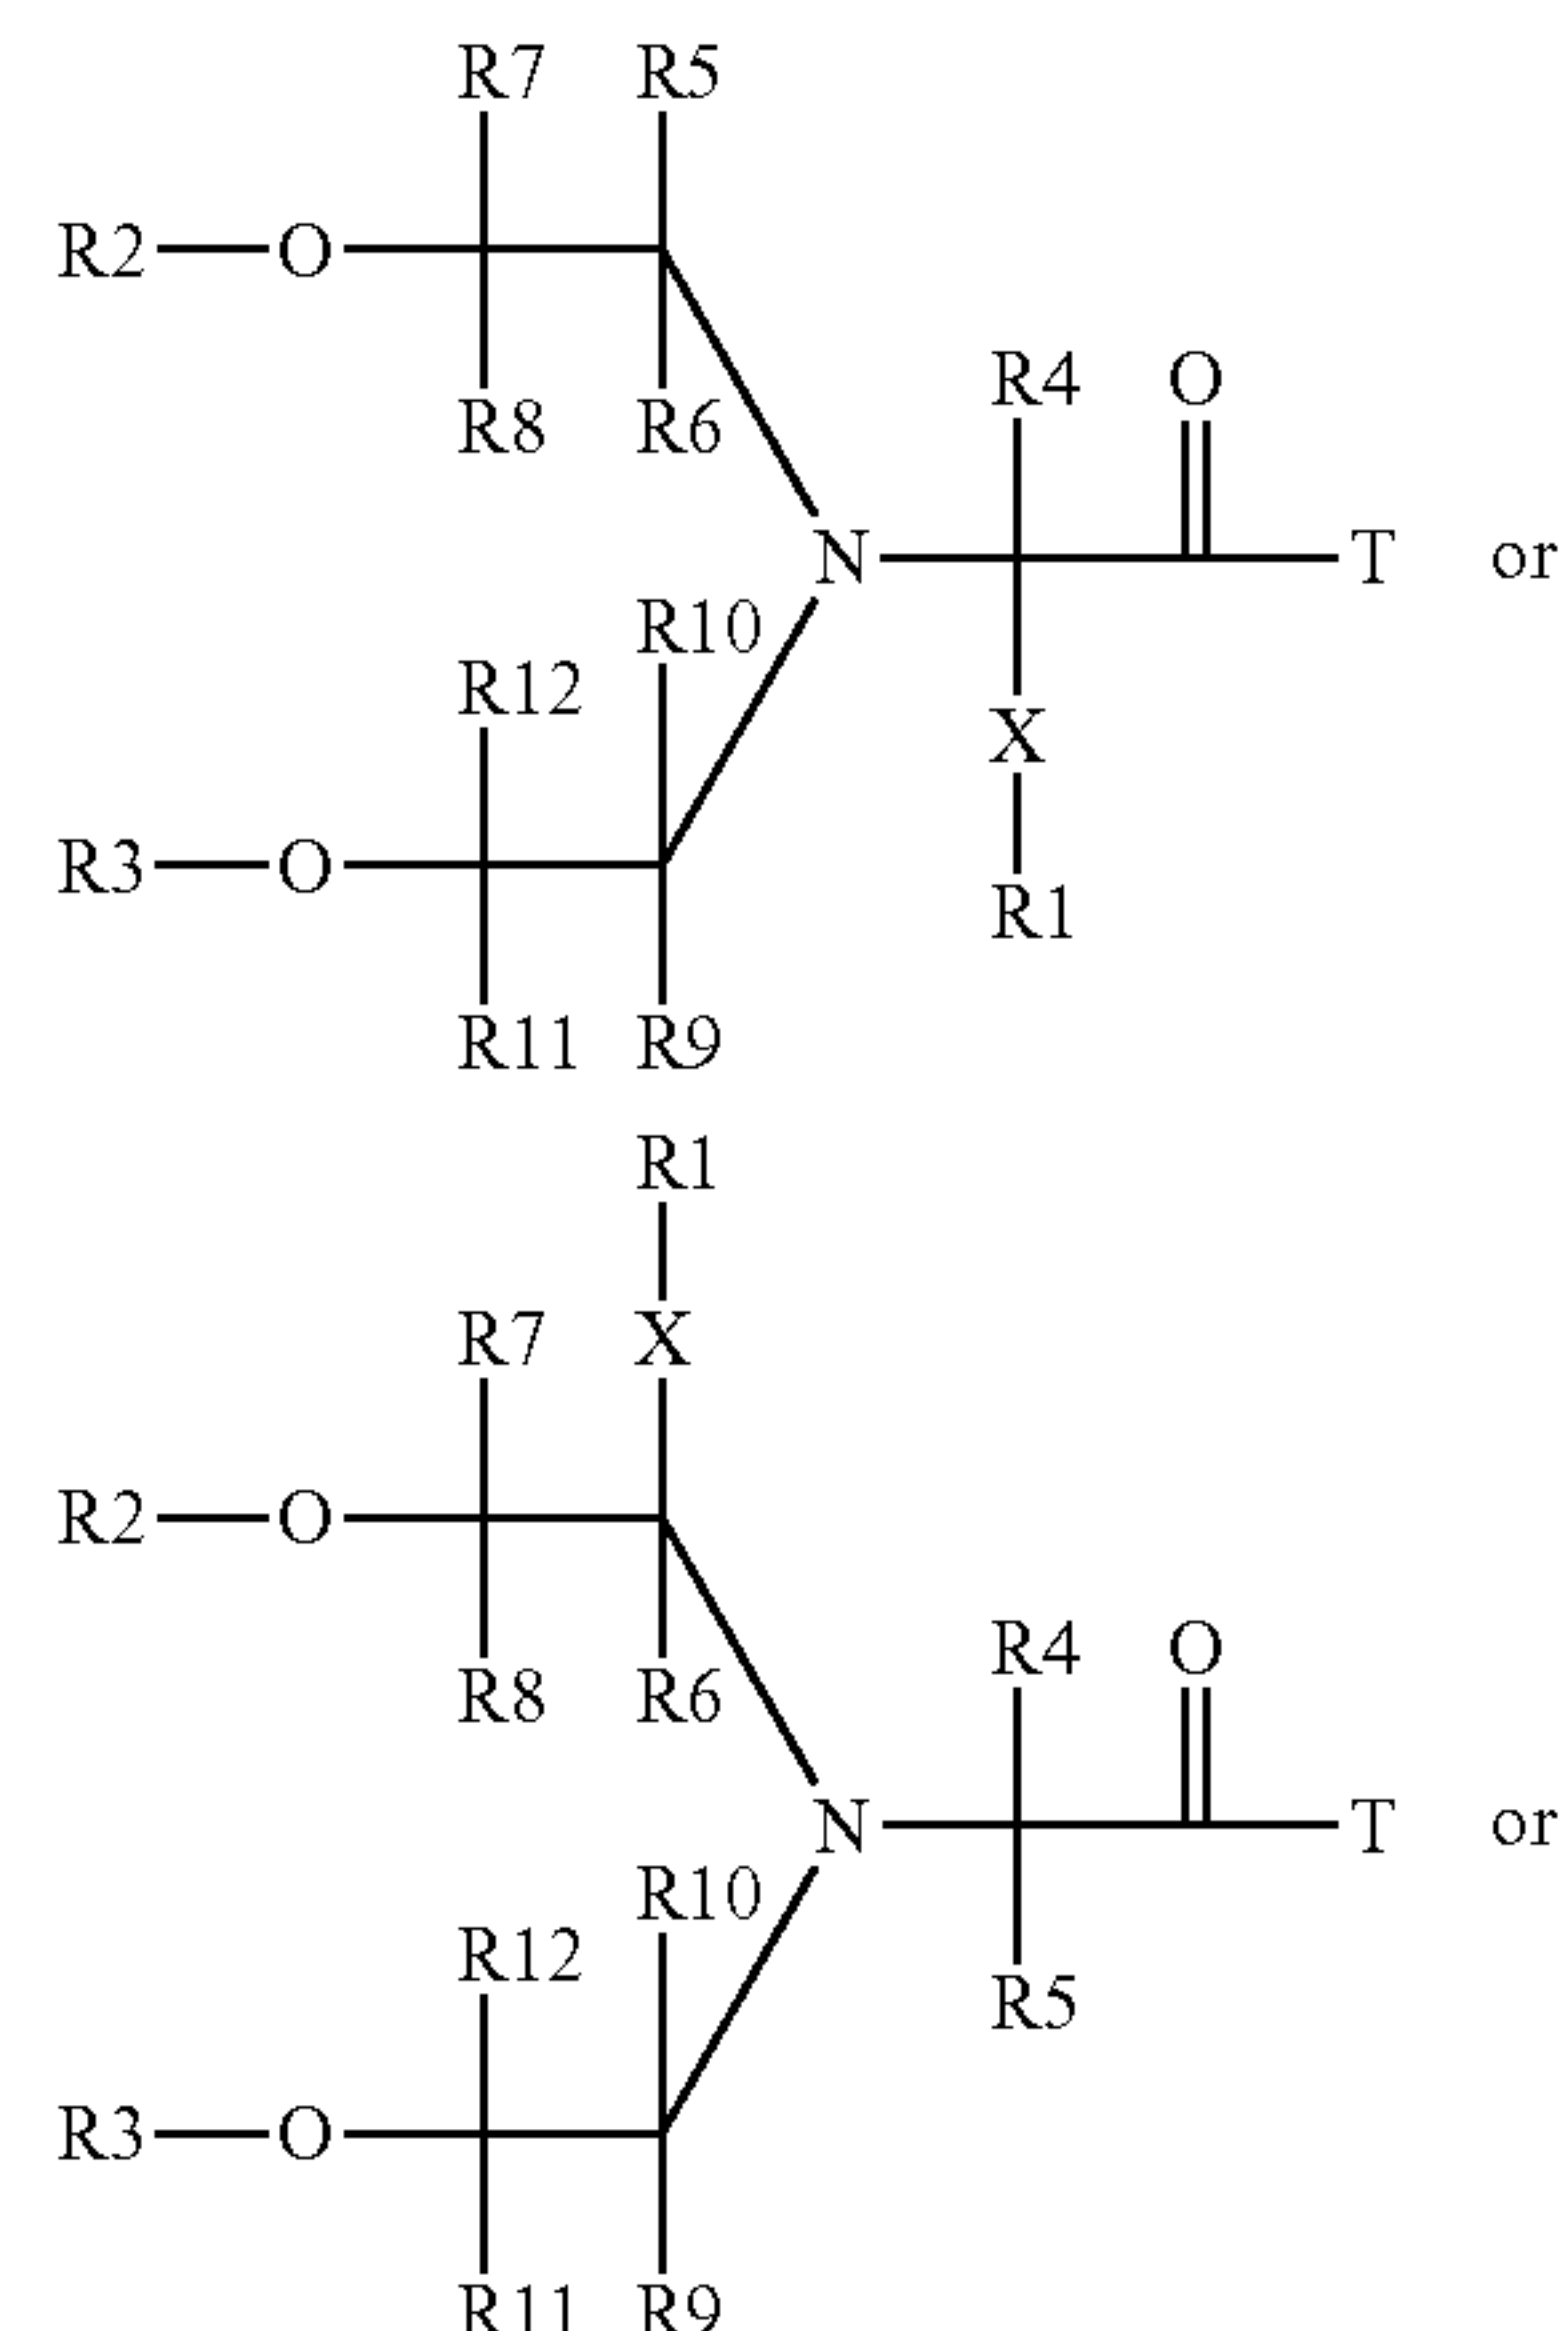 R7 R5
R2 O
R4 O
R8 R6
N T or
R10
R12
X
R3 O
R1
R11 R9
R1
R7 X
R2 O
R4 O
R8 R6
N T or
R10
R12
R5
R3 O
R11 R9